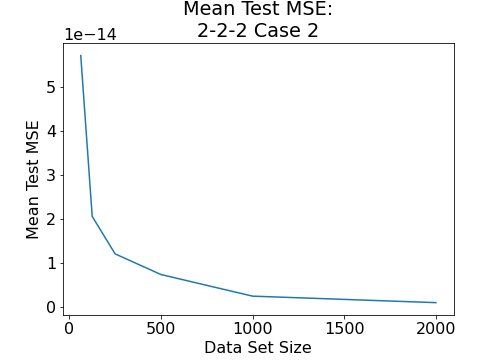 Mean Test MSE:
2-2-2 Case 2
1e−14
5
4
3
2
1
0
Mean Test MSE
0 500 1000 1500 2000
Data Set Size